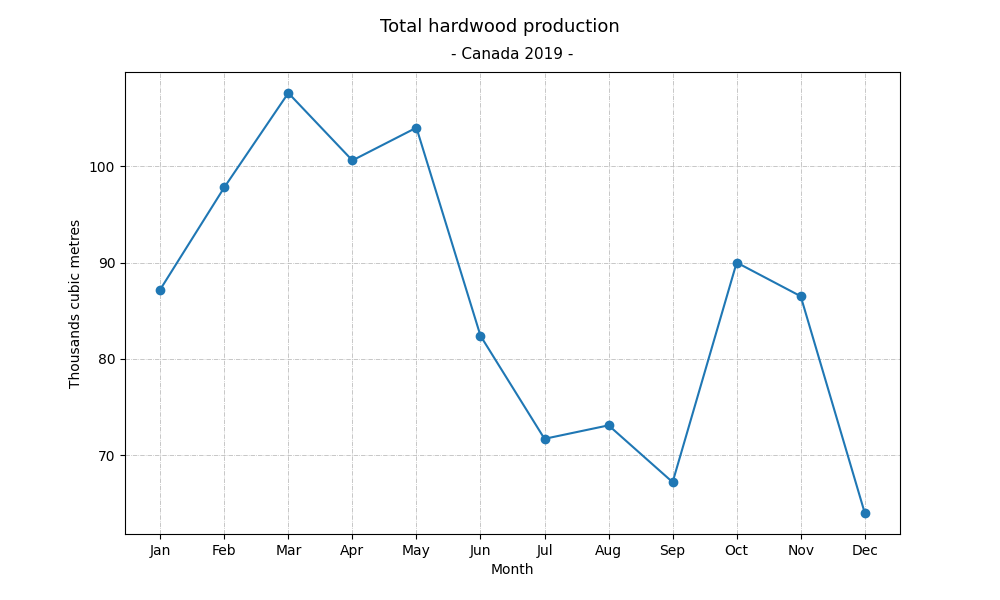 Total hardwood production
- Canada 2019 -
Thousands cubic metres
100
90
80
70
Jan Feb Mar Apr May Jun Jul Aug Sep Oct Nov Dec
Month